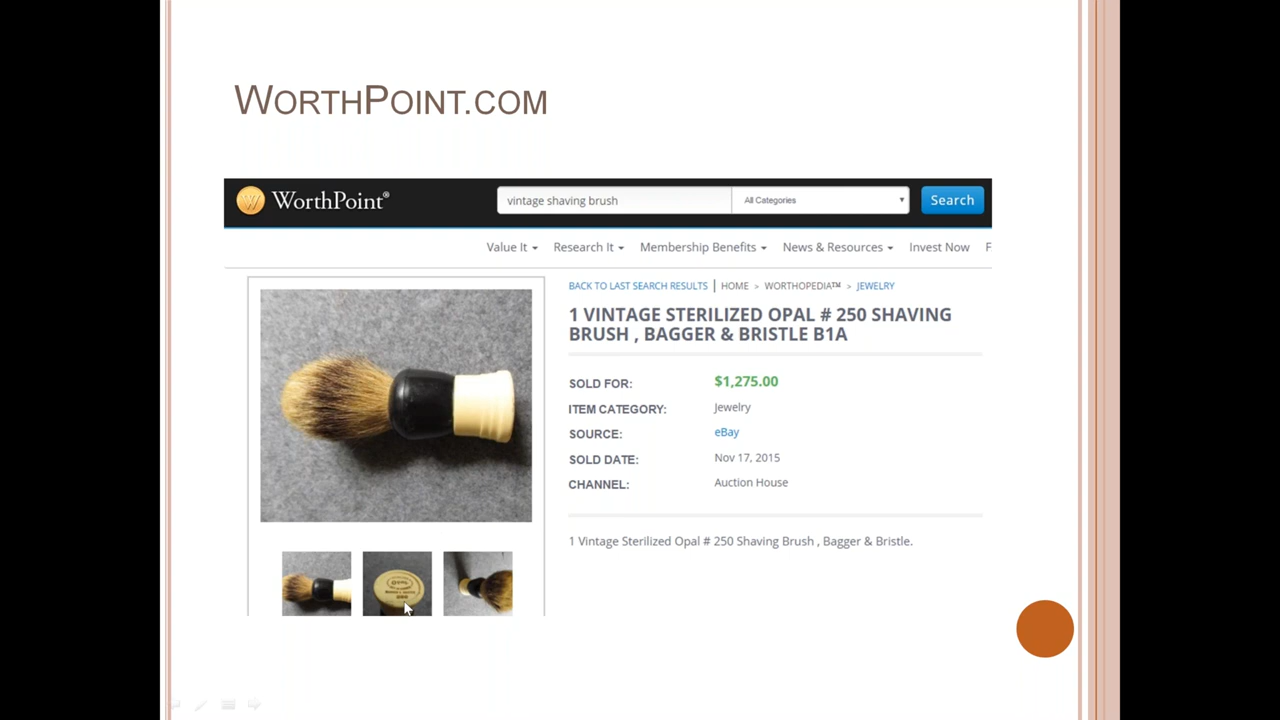 WORTHPOINT.COM
W WorthPoint®
vintage shaving brush
All Categories
Search
Value It
Research It
Membership Benefits
News & Resources
Invest Now
F
BACK TO LAST SEARCH RESULTS | HOME > WORTHOPEDIA™ > JEWELRY
1 VINTAGE STERILIZED OPAL # 250 SHAVING
BRUSH , BAGGER & BRISTLE B1A
SOLD FOR: $1,275.00
ITEM CATEGORY: Jewelry
SOURCE: eBay
SOLD DATE: Nov 17, 2015
CHANNEL: Auction House
1 Vintage Sterilized Opal # 250 Shaving Brush , Bagger & Bristle.